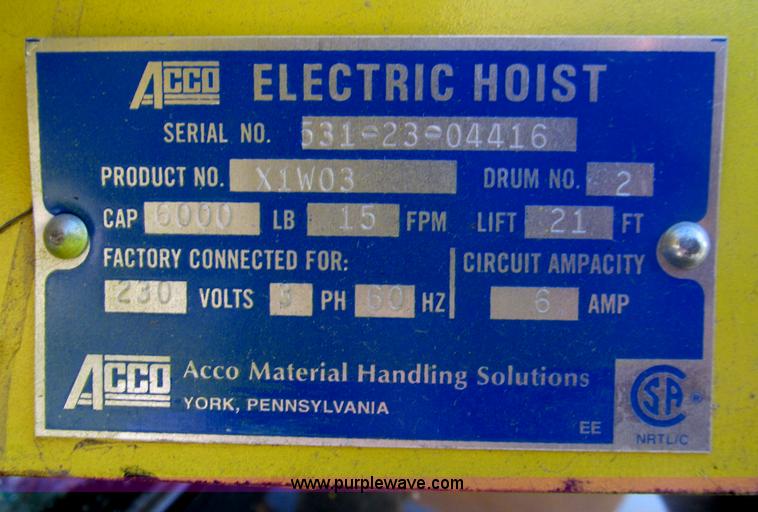 ACCO ELECTRIC HOIST
SERIAL NO. 531-23-04416
PRODUCT NO. X1W03 DRUM NO. 2
CAP 6000 LB 15 FPM LIFT 21 FT
FACTORY CONNECTED FOR: CIRCUIT AMPACITY
230 VOLTS 3 PH 60 HZ 6 AMP
ACCO Acco Material Handling Solutions
YORK, PENNSYLVANIA
EE
SA ®
NRTL/C
www.purplewave.com